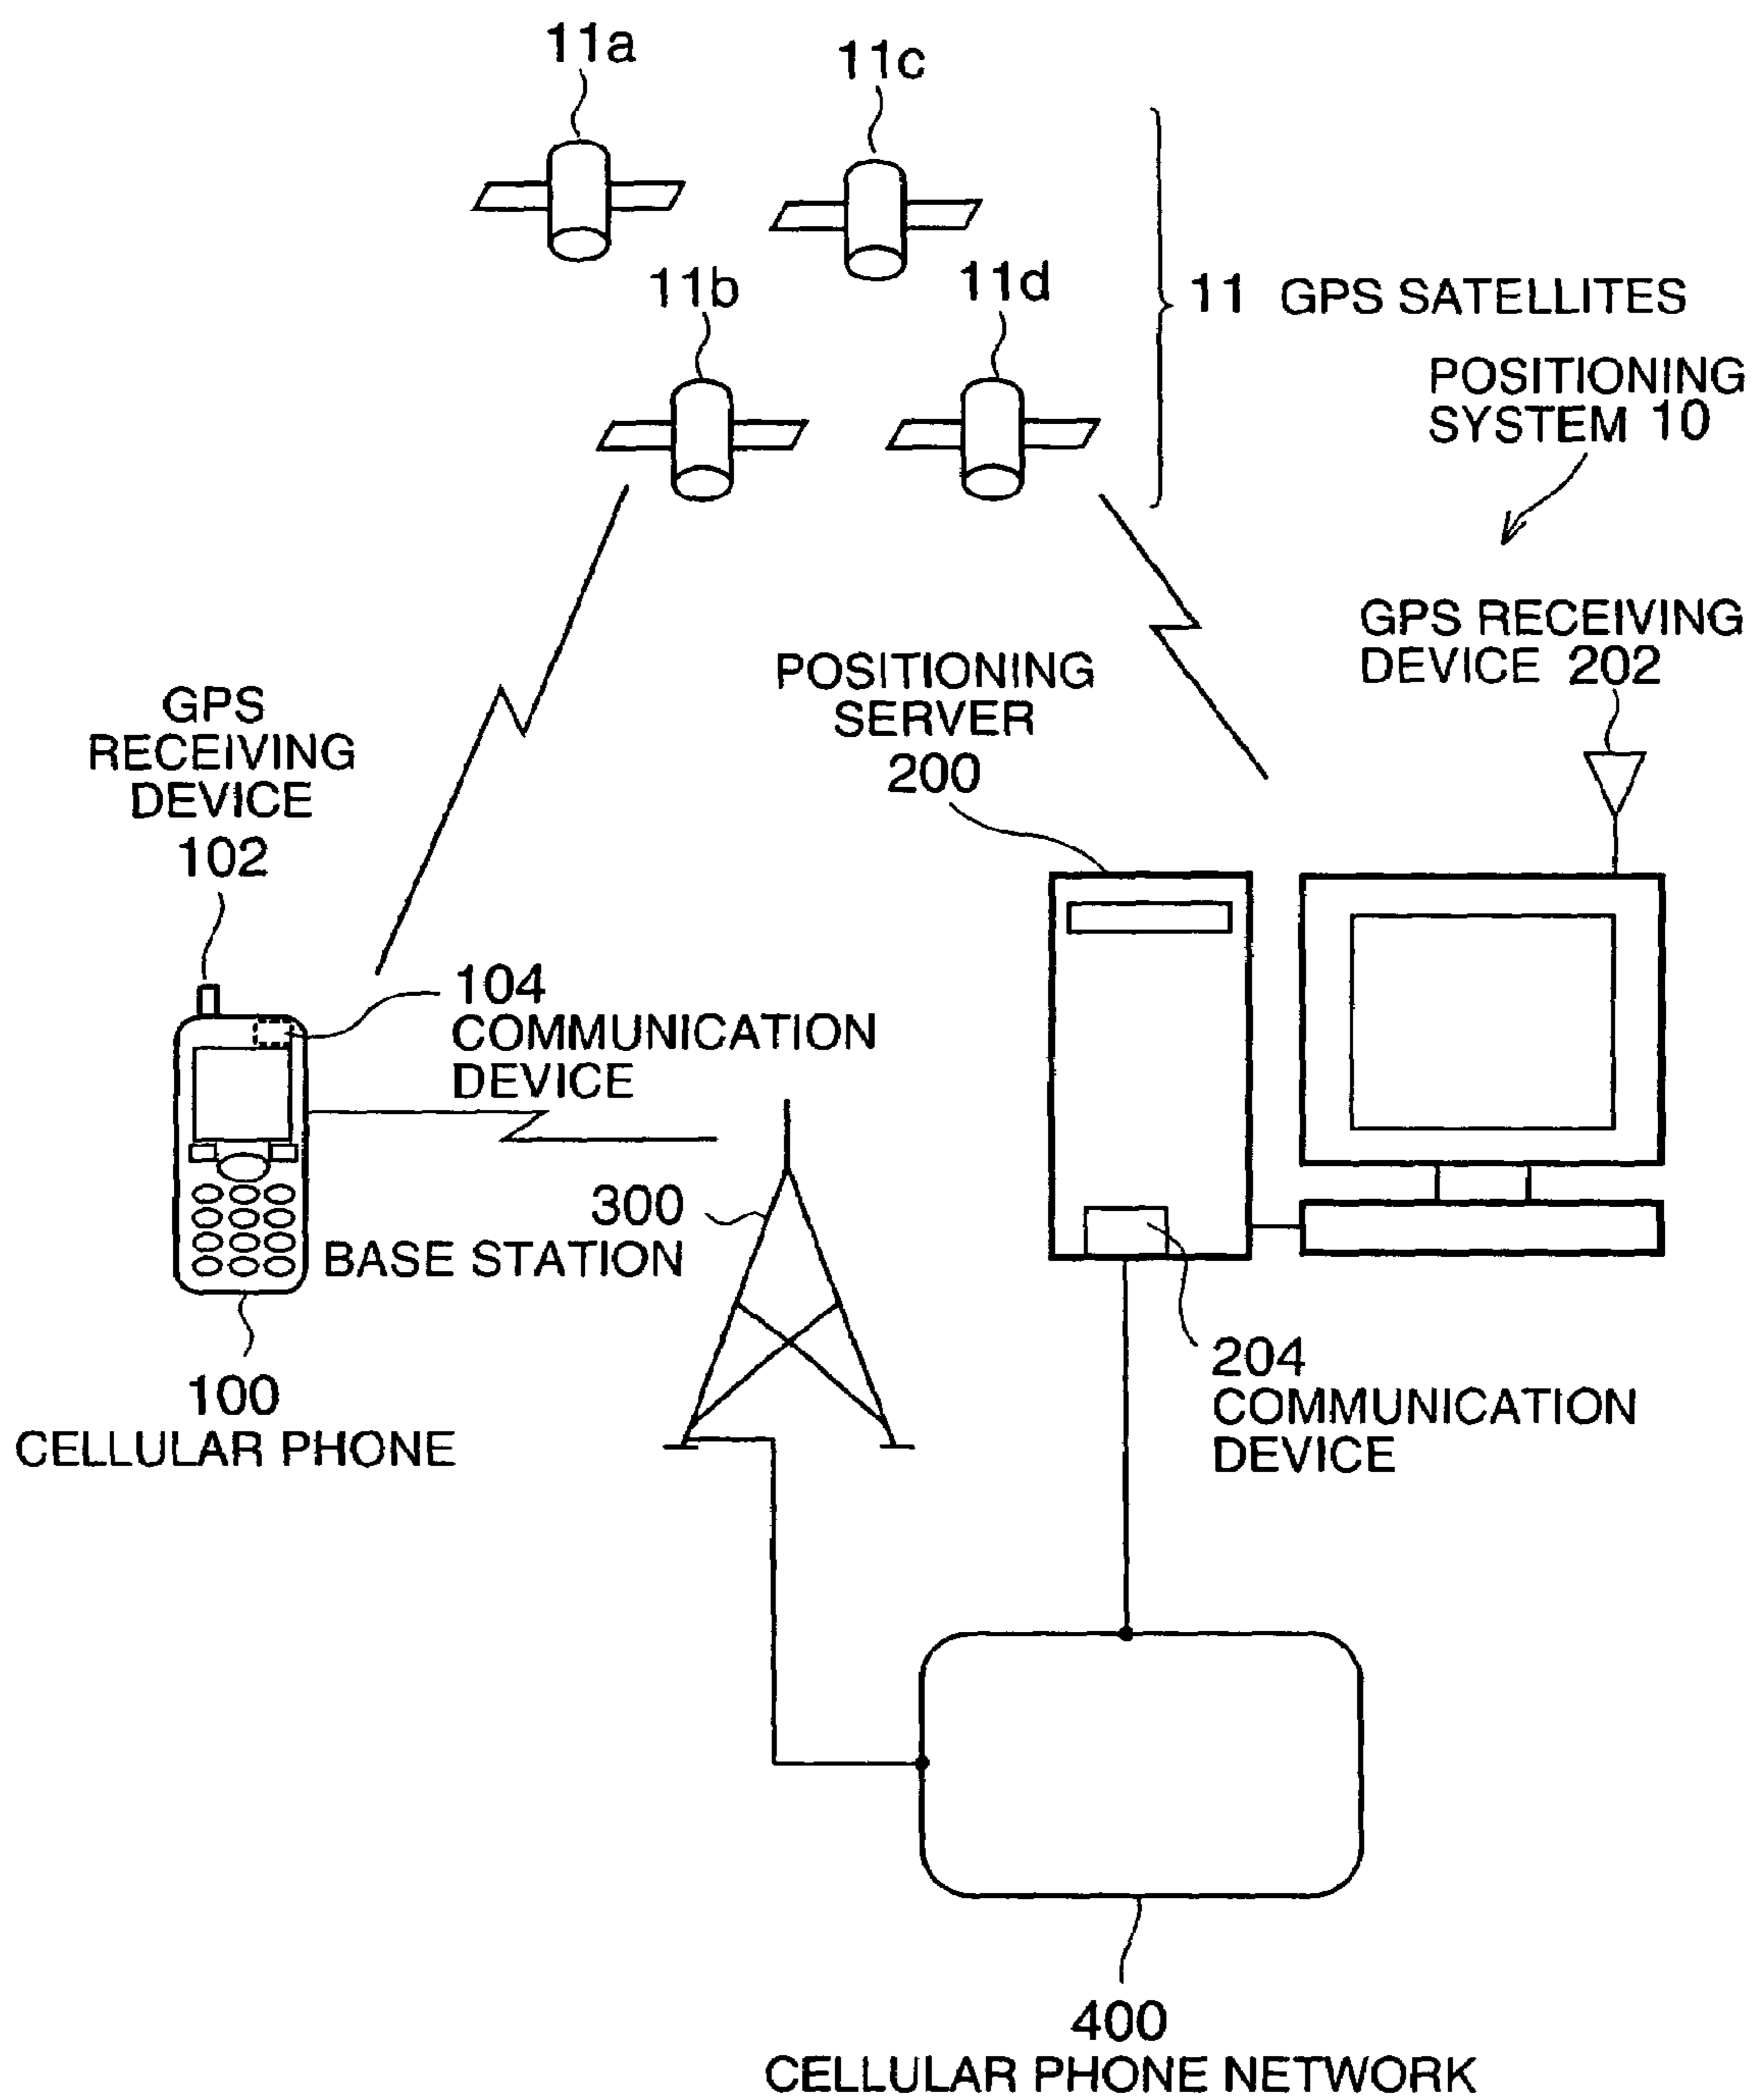 11a
11c
11b
11d
11 GPS SATELLITES
POSITIONING
SYSTEM 10
GPS RECEIVING
DEVICE 202
POSITIONING
SERVER
200
GPS
RECEIVING
DEVICE
102
104
COMMUNICATION
DEVICE
300
BASE STATION
204
COMMUNICATION
DEVICE
100
CELLULAR PHONE
400
CELLULAR PHONE NETWORK